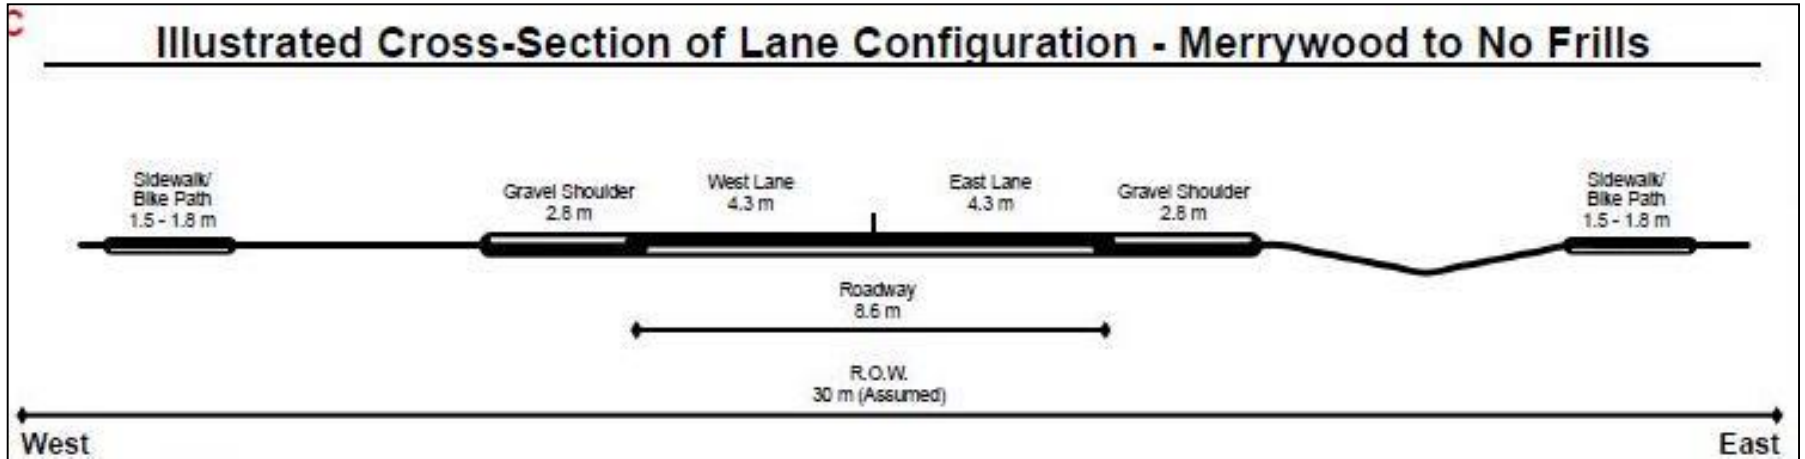 C
Illustrated Cross-Section of Lane Configuration - Merrywood to No Frills
Sidewalk/
Bike Path
1.5 - 1.8 m
Gravel Shoulder
2.8 m
West Lane
4.3 m
East Lane
4.3 m
Gravel Shoulder
2.8 m
Sidewalk/
Bike Path
1.5 - 1.8 m
Roadway
8.6 m
R.O.W.
30 m (Assumed)
West
East